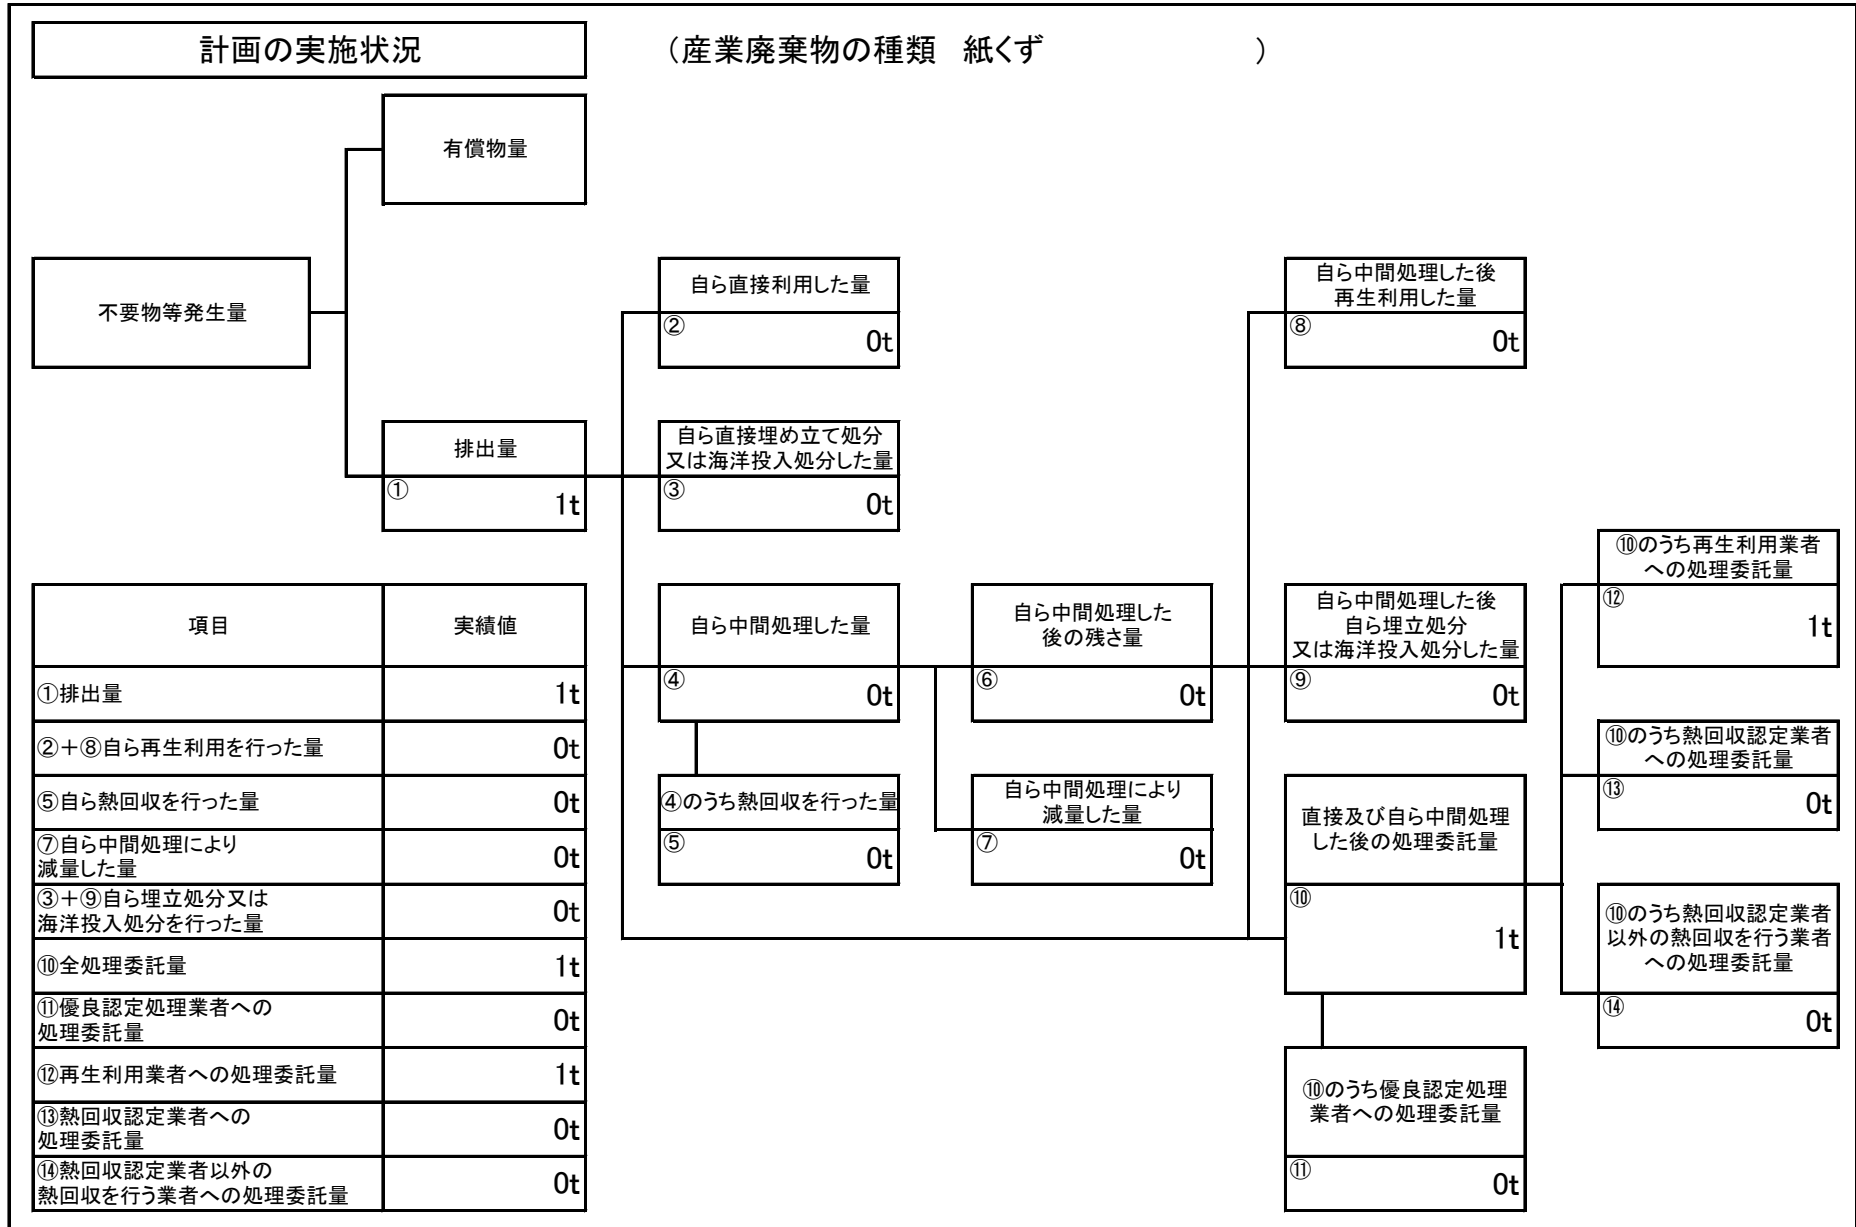 計画の実施状況
(産業廃棄物の種類 紙くず )
有償物量
不要物等発生量
排出量
①
1t
自ら直接利用した量
②
0t
自ら直接埋め立て処分
又は海洋投入処分した量
③
0t
自ら中間処理した量
④
0t
④のうち熱回収を行った量
⑤
0t
自ら中間処理した
後の残さ量
⑥
0t
自ら中間処理により
減量した量
⑦
0t
自ら中間処理した後
再生利用した量
⑧
0t
自ら中間処理した後
自ら埋立処分
又は海洋投入処分した量
⑨
0t
直接及び自ら中間処理
した後の処理委託量
⑩
1t
⑩のうち優良認定処理
業者への処理委託量
⑪
0t
⑩のうち再生利用業者
への処理委託量
⑫
1t
⑩のうち熱回収認定業者
への処理委託量
⑬
0t
⑩のうち熱回収認定業者
以外の熱回収を行う業者
への処理委託量
⑭
0t
項目 実績値
①排出量 1t
②+⑧自ら再生利用を行った量 0t
⑤自ら熱回収を行った量 0t
⑦自ら中間処理により
減量した量 0t
③+⑨自ら埋立処分又は
海洋投入処分を行った量 0t
⑩全処理委託量 1t
⑪優良認定処理業者への
処理委託量 0t
⑫再生利用業者への処理委託量 1t
⑬熱回収認定業者への
処理委託量 0t
⑭熱回収認定業者以外の
熱回収を行う業者への処理委託量 0t